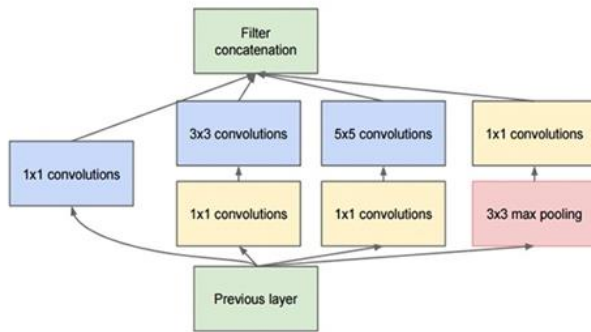 Filter
concatenation
3x3 convolutions
5x5 convolutions
1x1 convolutions
1x1 convolutions
1x1 convolutions
1x1 convolutions
3x3 max pooling
Previous layer